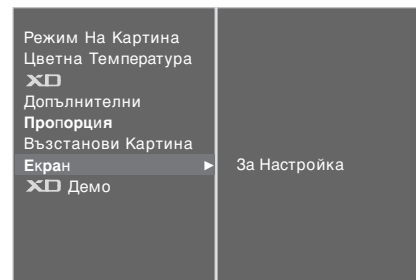 Режим На Картина
Цветна Температура
XD
Допълнителни
Пропорция
Възстанови Картина
Екран ► За Настройка
XD Демо